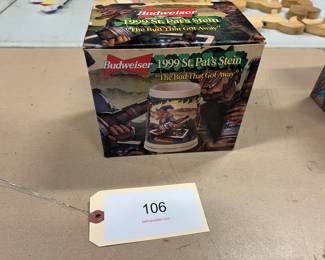 Budweiser
1999 St. Pat's Stein
"The Bud That Got Away"
Budweiser
1999 St. Pat's Stein
"The Bud That Got Away"
106